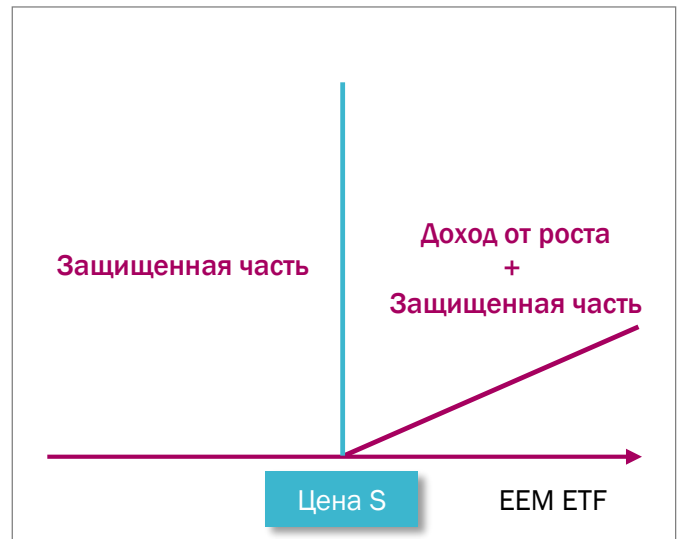 Защищенная часть
Доход от роста
+
Защищенная часть
Цена S
EEM ETF